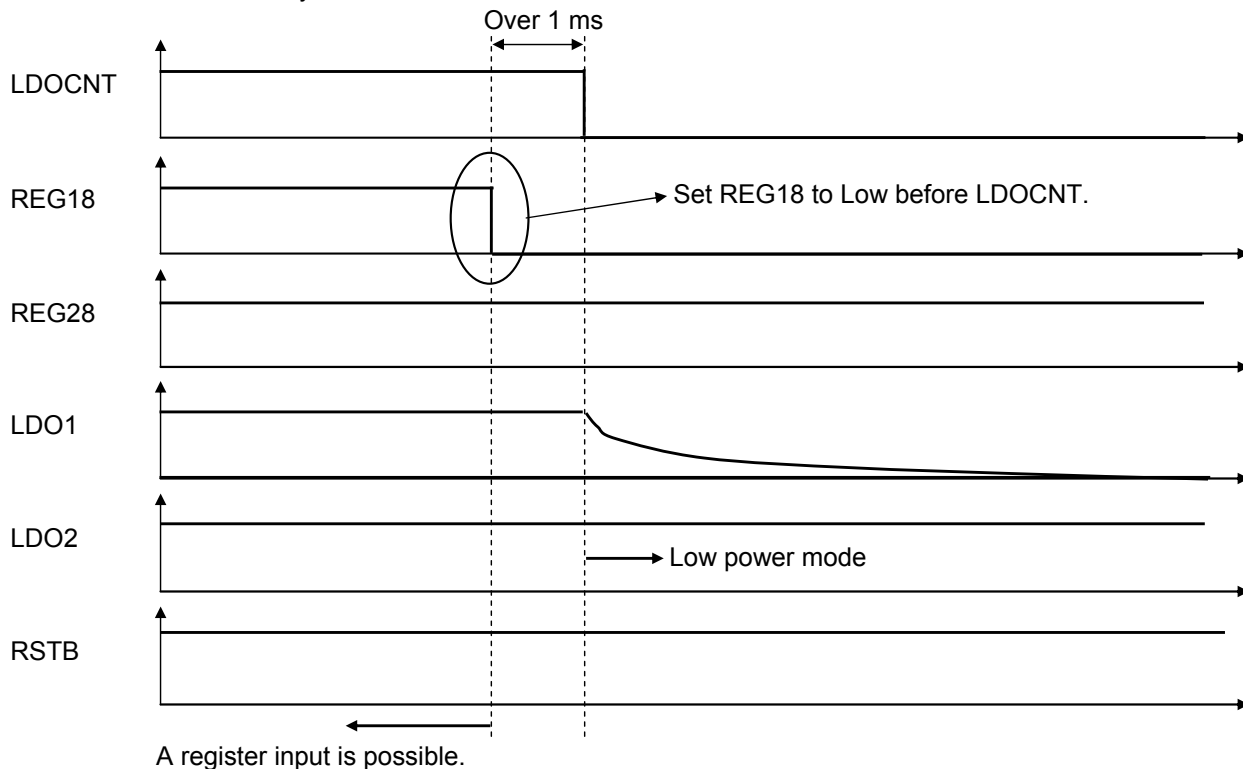 Over 1 ms
LDOCNT
REG18
Set REG18 to Low before LDOCNT.
REG28
LDO1
LDO2
Low power mode
RSTB
A register input is possible.